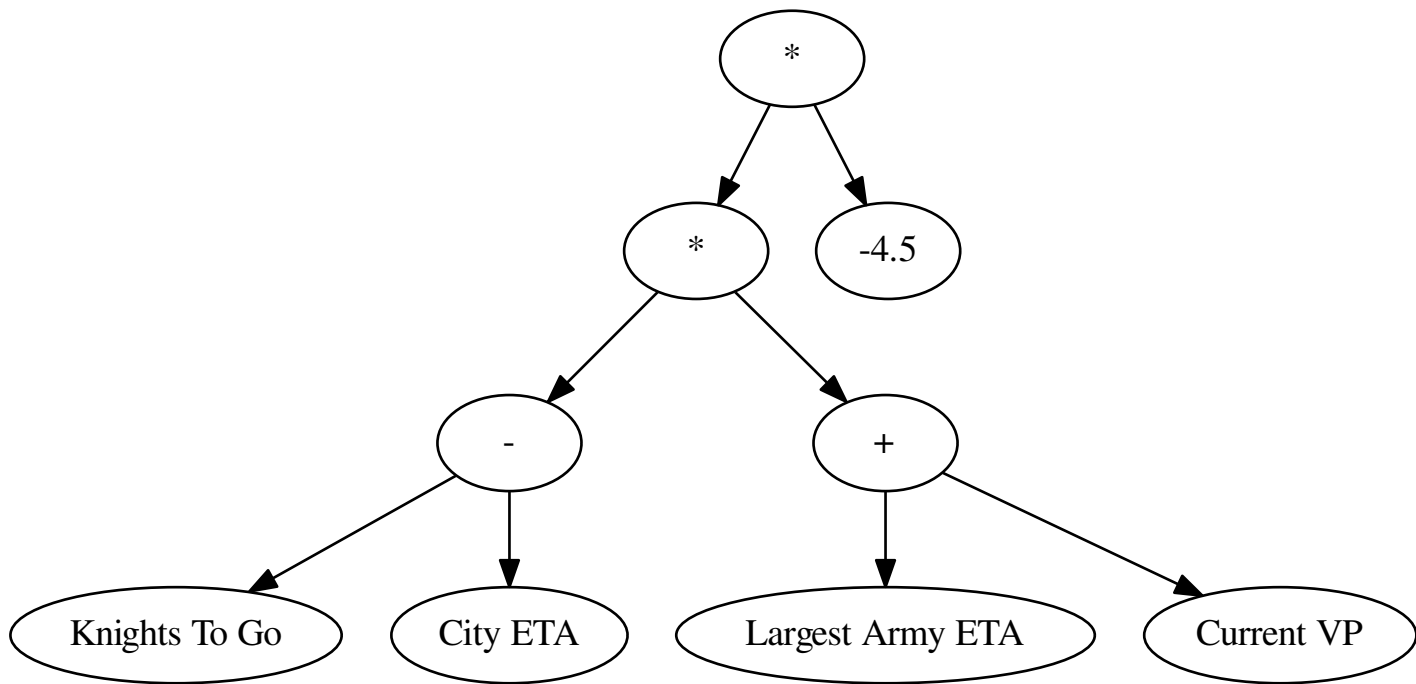 *
*
-4.5
-
+
Knights To Go
City ETA
Largest Army ETA
Current VP